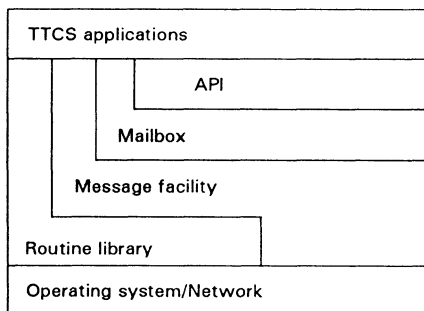 TTCS applications
API
Mailbox
Message facility
Routine library
Operating system/Network